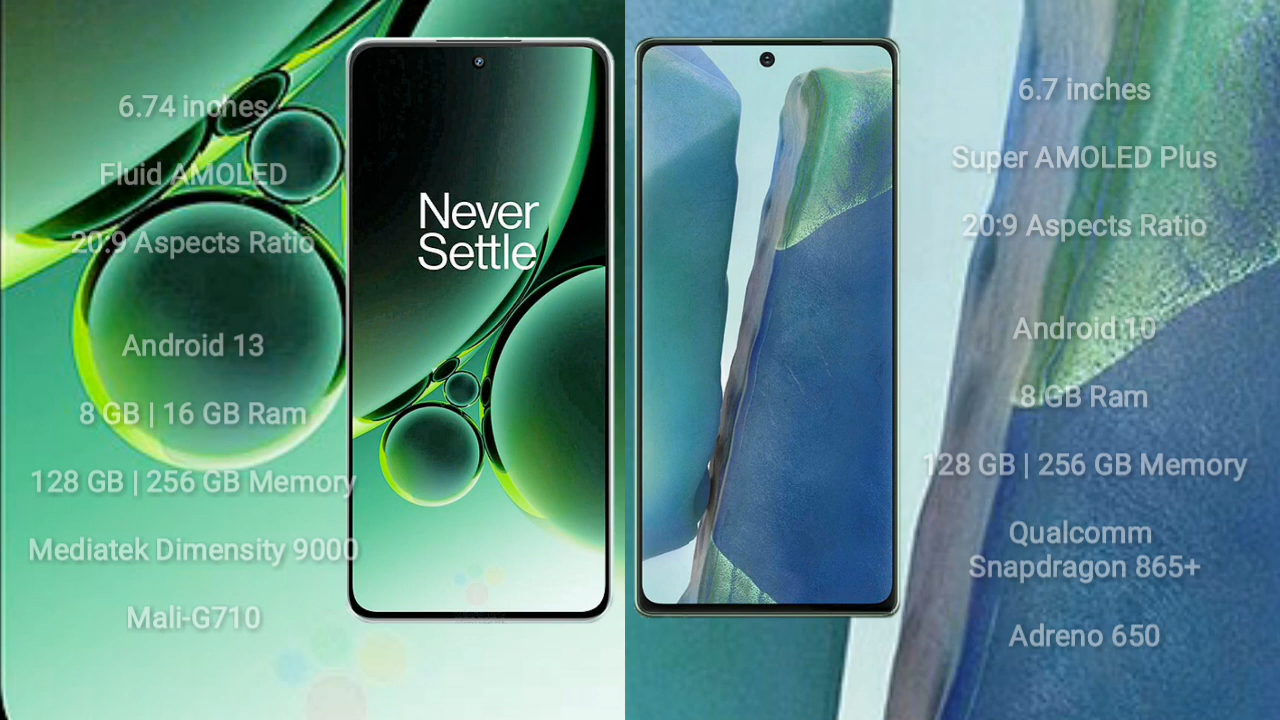 6.74 inches
Fluid AMOLED
20:9 Aspects Ratio
Android 13
8 GB | 16 GB Ram
128 GB | 256 GB Memory
Mediatek Dimensity 9000
Mali-G710
Never
Settle
6.7 inches
Super AMOLED Plus
20:9 Aspects Ratio
Android 10
8 GB Ram
128 GB | 256 GB Memory
Qualcomm
Snapdragon 865+
Adreno 650